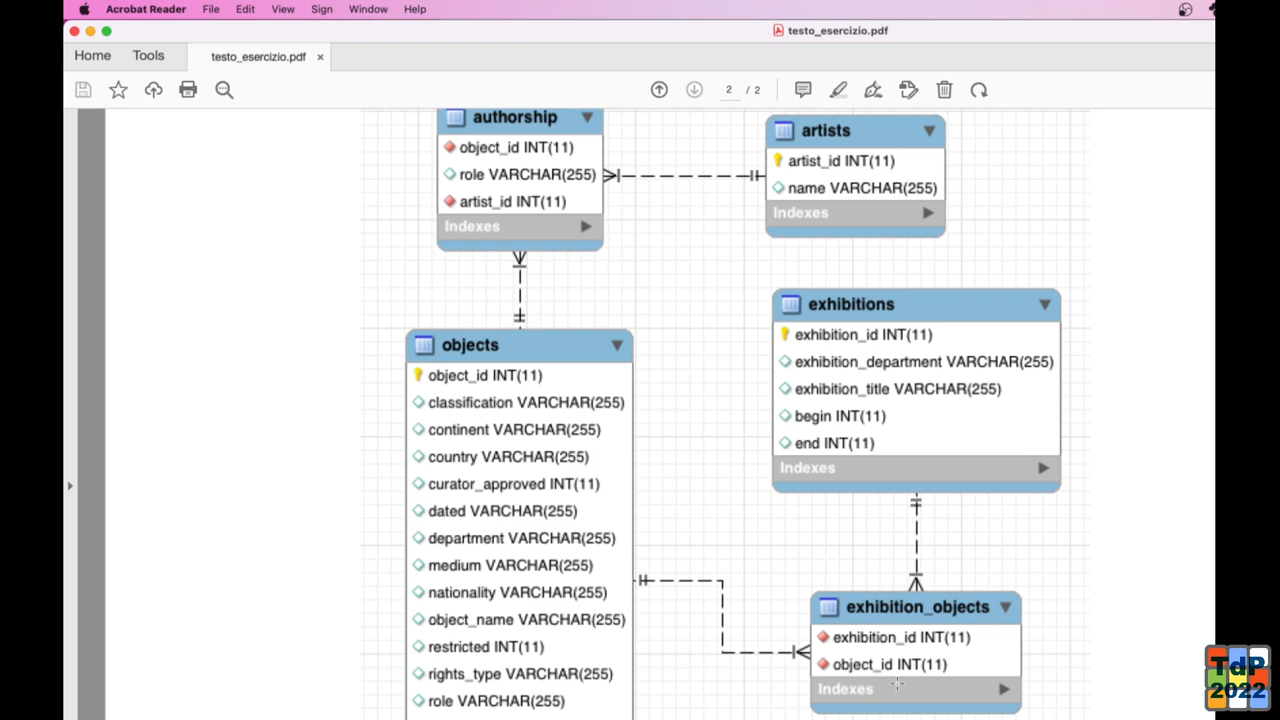 Acrobat Reader File Edit View Sign Window Help
testo_esercizio.pdf
Home Tools testo_esercizio.pdf ×
2 / 2
authorship
object_id INT(11)
role VARCHAR(255)
artist_id INT(11)
Indexes
artists
artist_id INT(11)
name VARCHAR(255)
Indexes
exhibitions
exhibition_id INT(11)
exhibition_department VARCHAR(255)
exhibition_title VARCHAR(255)
begin INT(11)
end INT(11)
Indexes
objects
object_id INT(11)
classification VARCHAR(255)
continent VARCHAR(255)
country VARCHAR(255)
curator_approved INT(11)
dated VARCHAR(255)
department VARCHAR(255)
medium VARCHAR(255)
nationality VARCHAR(255)
object_name VARCHAR(255)
restricted INT(11)
rights_type VARCHAR(255)
role VARCHAR(255)
exhibition_objects
exhibition_id INT(11)
object_id INT(11)
Indexes
TdP
2022